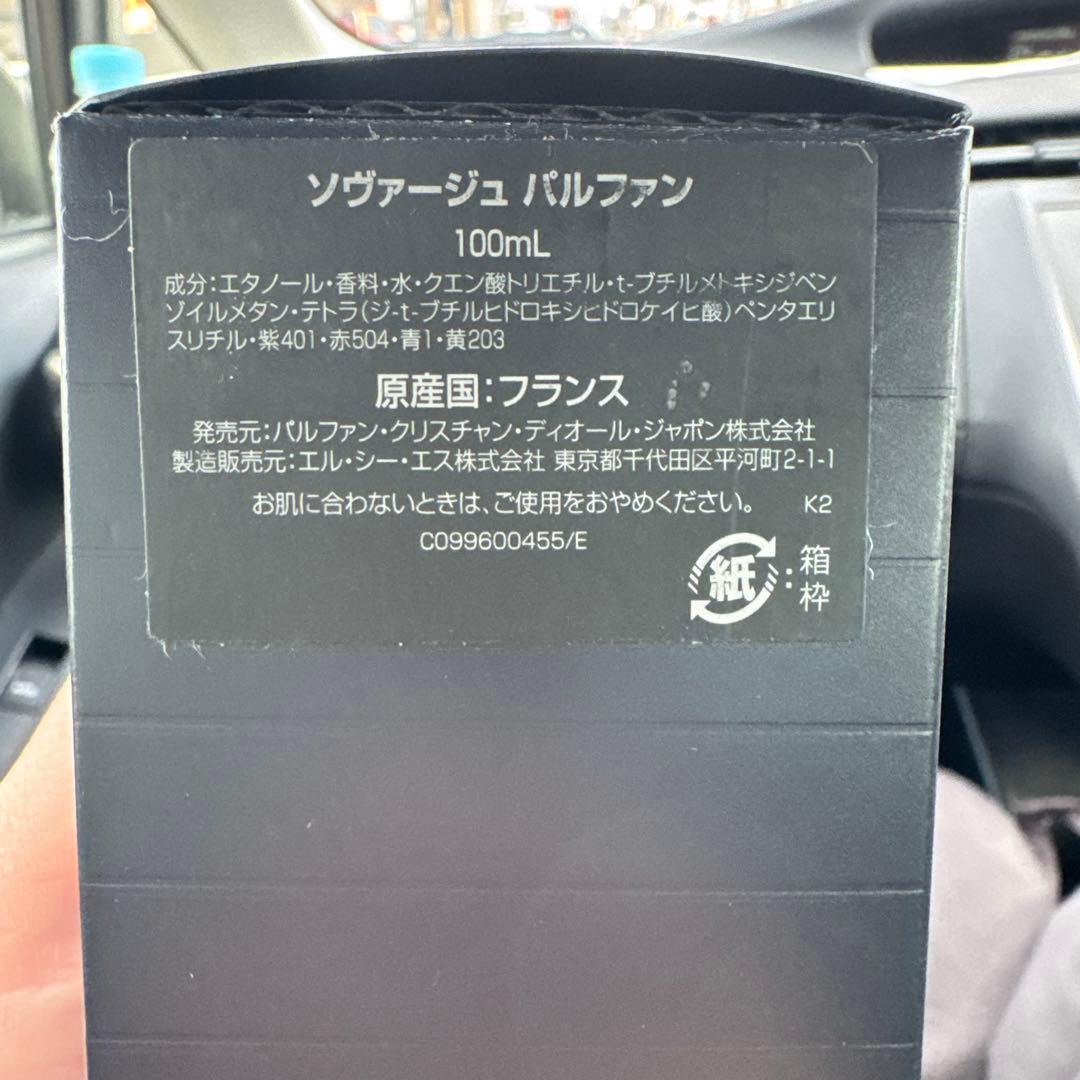 ソヴァージュ パルファン
100mL
成分:エタノール・香料・水・クエン酸トリエチル・t-ブチルメトキシジベン
ゾイルメタン・テトラ(ジ-t-ブチルヒドロキシヒドロケイヒ酸)ペンタエリ
スリチル・紫401・赤504・青1・黄203
原産国:フランス
発売元:パルファン・クリスチャン・ディオール・ジャポン株式会社
製造販売元:エル・シー・エス株式会社 東京都千代田区平河町2-1-1
お肌に合わないときは、ご使用をおやめください。 K2
C099600455/E
紙:箱
枠